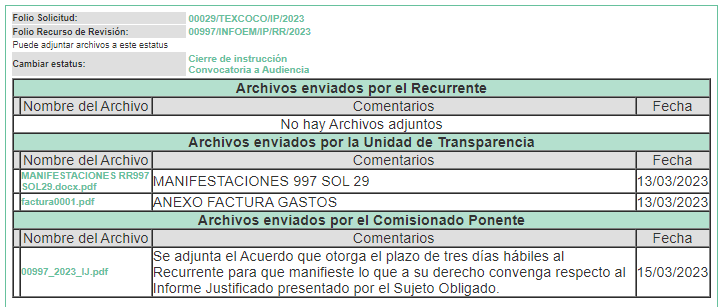 Folio Solicitud: 00029/TEXCOCO/IP/2023
Folio Recurso de Revisión: 00997/INFOEM/IP/RR/2023
Puede adjuntar archivos a este estatus
Cambiar estatus: Cierre de instrucción
Convocatoria a Audiencia
Archivos enviados por el Recurrente
Nombre del Archivo Comentarios Fecha
No hay Archivos adjuntos
Archivos enviados por la Unidad de Transparencia
Nombre del Archivo Comentarios Fecha
MANIFESTACIONES RR997
SOL29.docx.pdf MANIFESTACIONES 997 SOL 29 13/03/2023
factura0001.pdf ANEXO FACTURA GASTOS 13/03/2023
Archivos enviados por el Comisionado Ponente
Nombre del Archivo Comentarios Fecha
00997_2023_IJ.pdf Se adjunta el Acuerdo que otorga el plazo de tres días hábiles al
Recurrente para que manifieste lo que a su derecho convenga respecto al
Informe Justificado presentado por el Sujeto Obligado. 15/03/2023